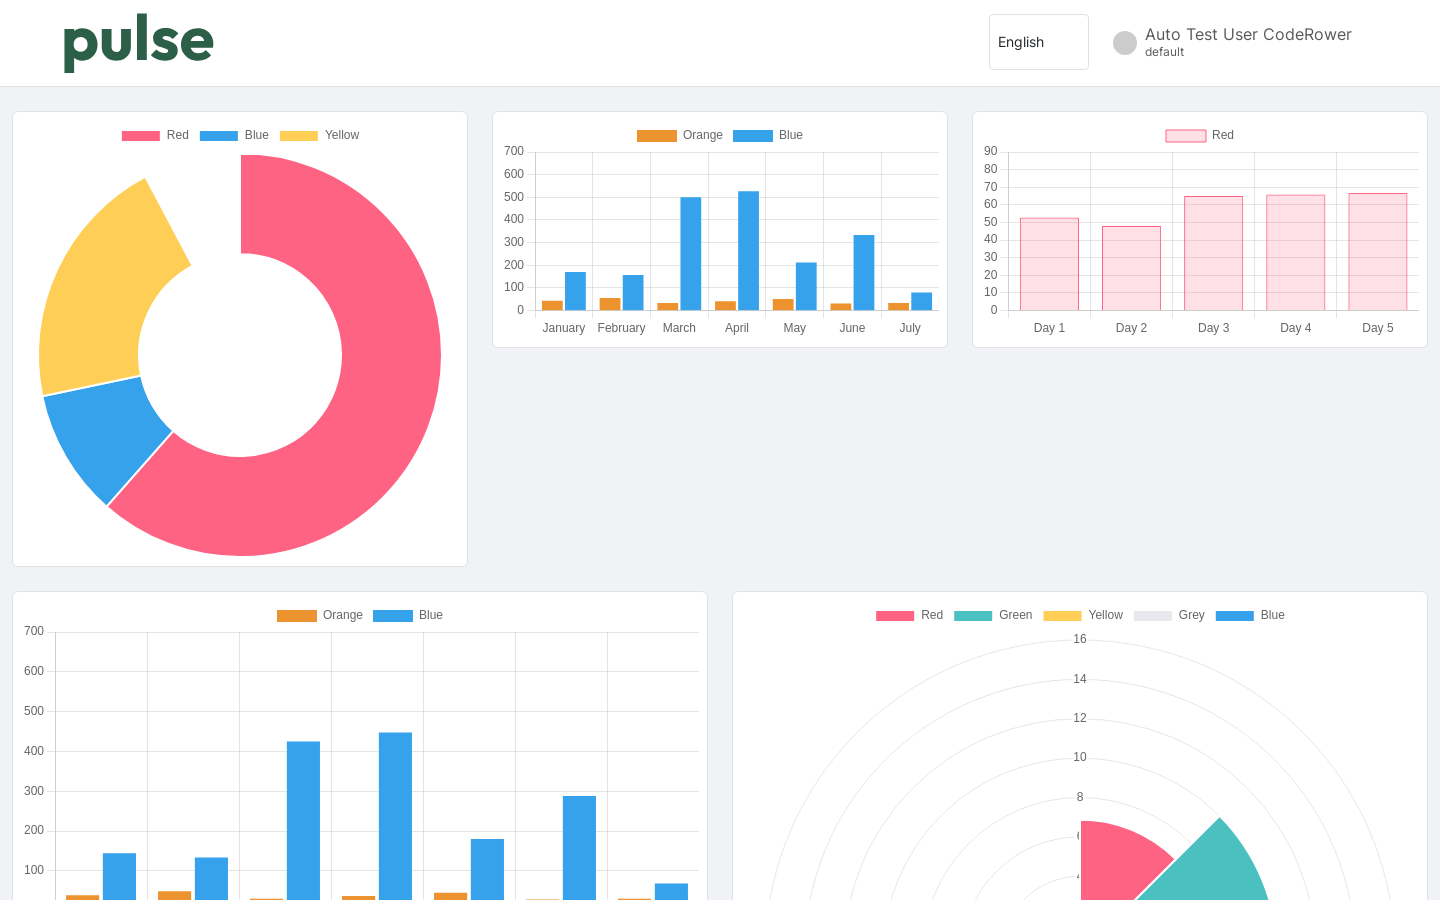 pulse
English
Auto Test User CodeRower
default
Red Blue Yellow
Orange Blue
700
600
500
400
300
200
100
0
January February March April May June July
Red
90
80
70
60
50
40
30
20
10
0
Day 1 Day 2 Day 3 Day 4 Day 5
Orange Blue
700
600
500
400
300
200
100
Red Green Yellow Grey Blue
16
14
12
10
8